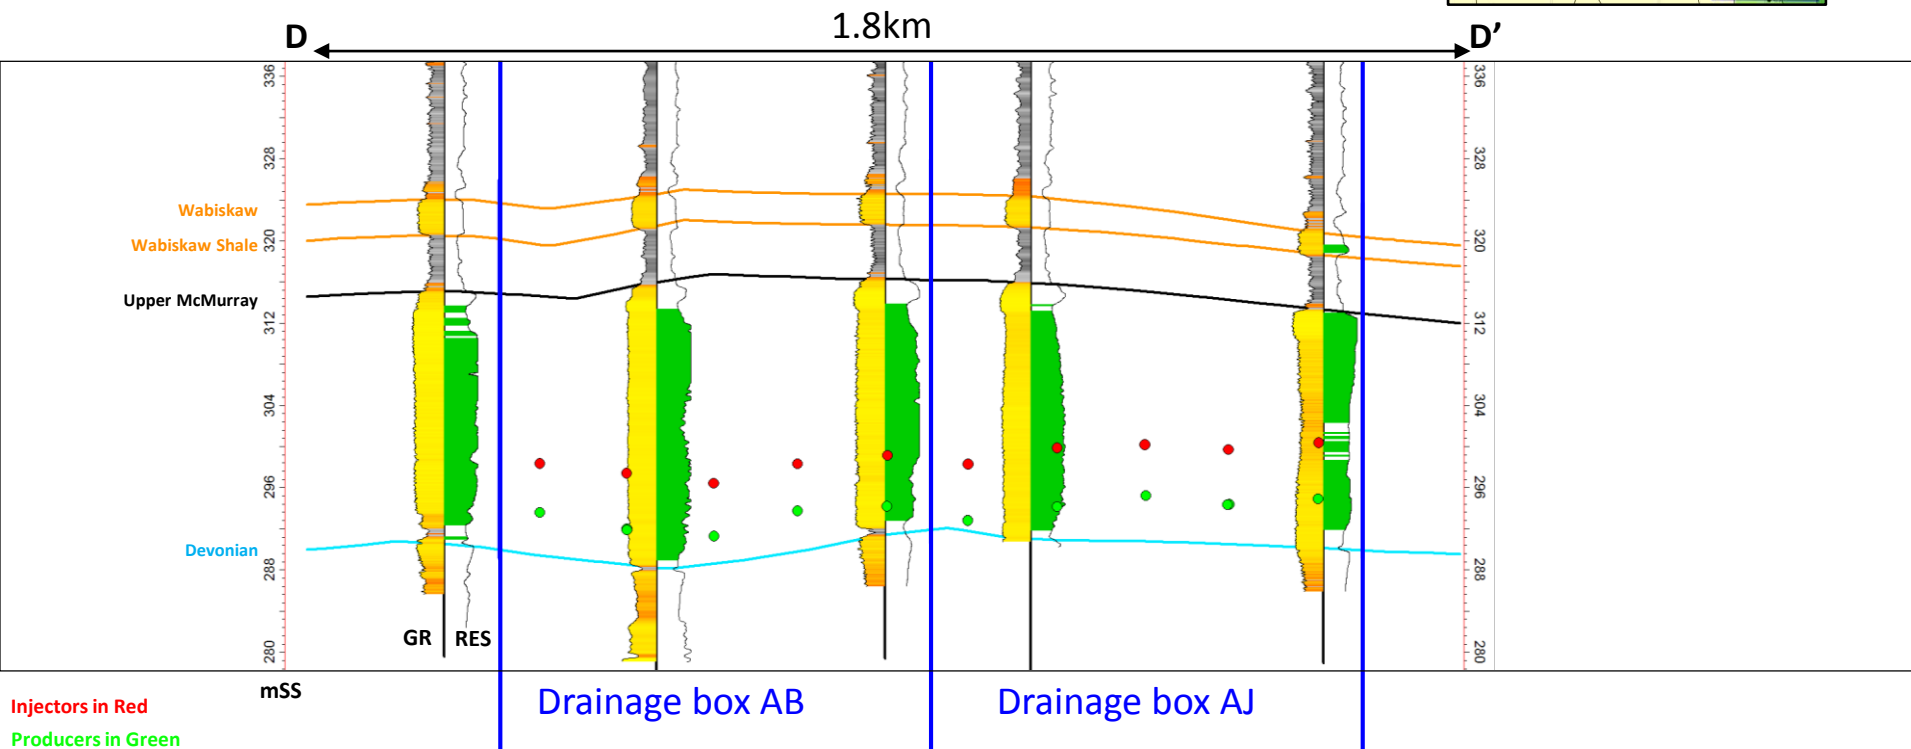 D
1.8km
D’
336
336
328
328
Wabiskaw
Wabiskaw Shale
320
320
Upper McMurray
312
312
304
304
296
296
Devonian
288
288
GR
RES
280
280
mSS
Drainage box AB
Drainage box AJ
Injectors in Red
Producers in Green